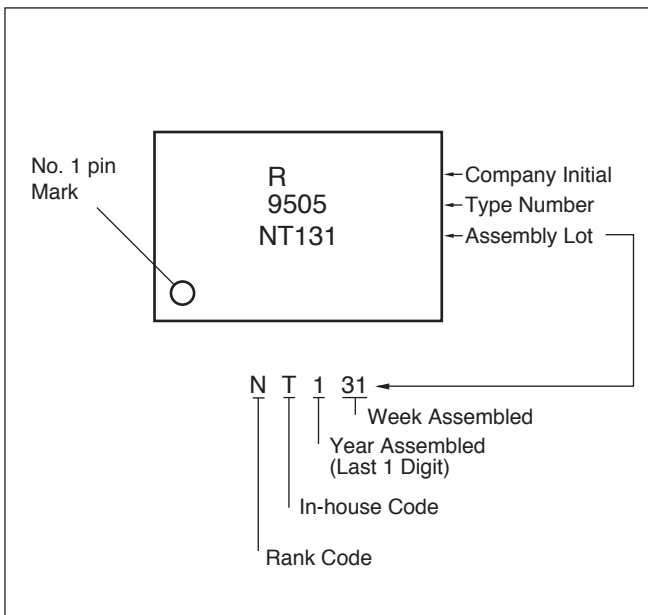 No. 1 pin
Mark
R
9505
NT131
Company Initial
Type Number
Assembly Lot
N T 1 31
Week Assembled
Year Assembled
(Last 1 Digit)
In-house Code
Rank Code